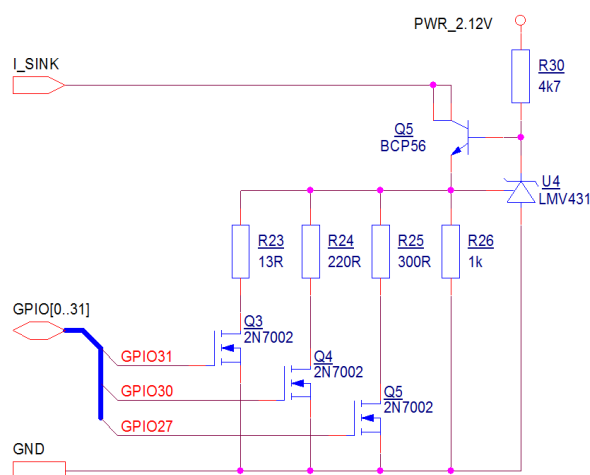 PWR_2.12V
I_SINK
R30
4k7
Q5
BCP56
U4
LMV431
R23
13R
R24
220R
R25
300R
R26
1k
GPIO[0..31]
Q3
2N7002
GPIO31
Q4
2N7002
GPIO30
Q5
2N7002
GPIO27
GND